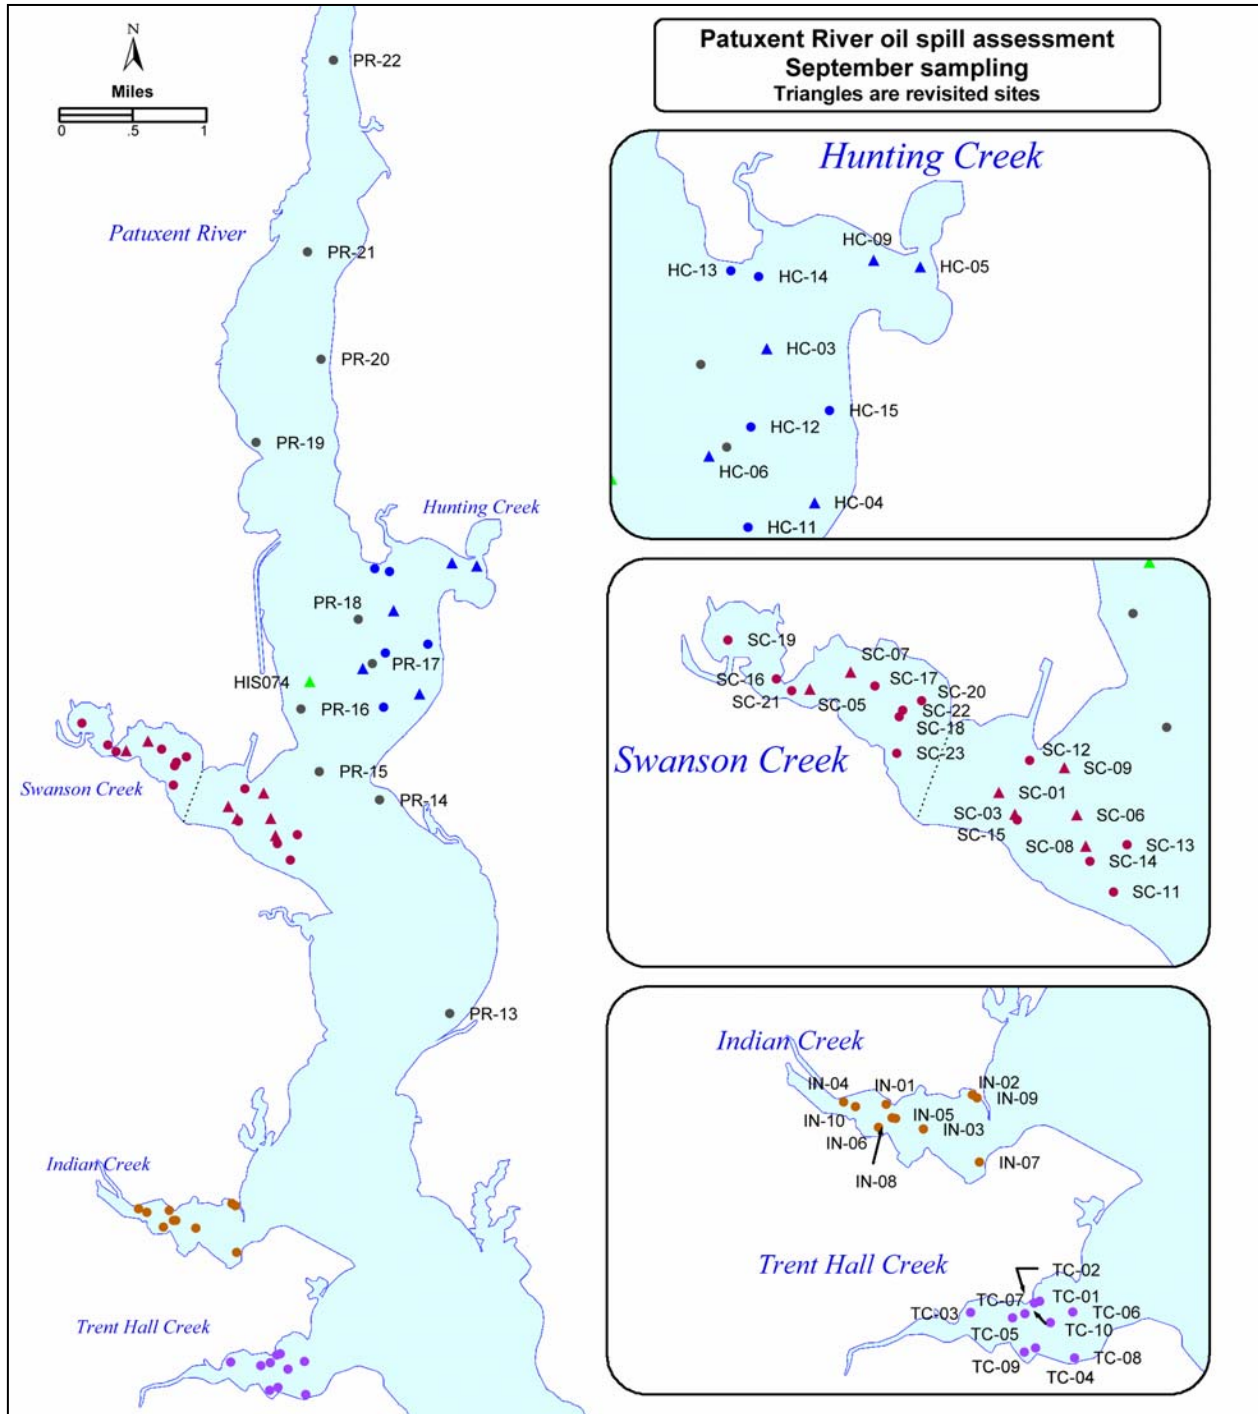 N
Miles
0 .5 1
Patuxent River oil spill assessment
September sampling
Triangles are revisited sites
PR-22
Patuxent River
PR-21
PR-20
PR-19
Hunting Creek
PR-18
PR-17
HIS074
PR-16
PR-15
PR-14
Swanson Creek
PR-13
Indian Creek
Trent Hall Creek
Hunting Creek
HC-09
HC-13
HC-14
HC-05
HC-03
HC-15
HC-12
HC-06
HC-04
HC-11
SC-19
SC-07
SC-16
SC-17
SC-21
SC-05
SC-20
SC-22
SC-18
SC-23
Swanson Creek
SC-12
SC-09
SC-01
SC-03
SC-06
SC-15
SC-08
SC-13
SC-14
SC-11
Indian Creek
IN-04
IN-01
IN-02
IN-09
IN-10
IN-05
IN-03
IN-06
IN-07
IN-08
Trent Hall Creek
TC-02
TC-07
TC-01
TC-03
TC-06
TC-05
TC-10
TC-09
TC-08
TC-04